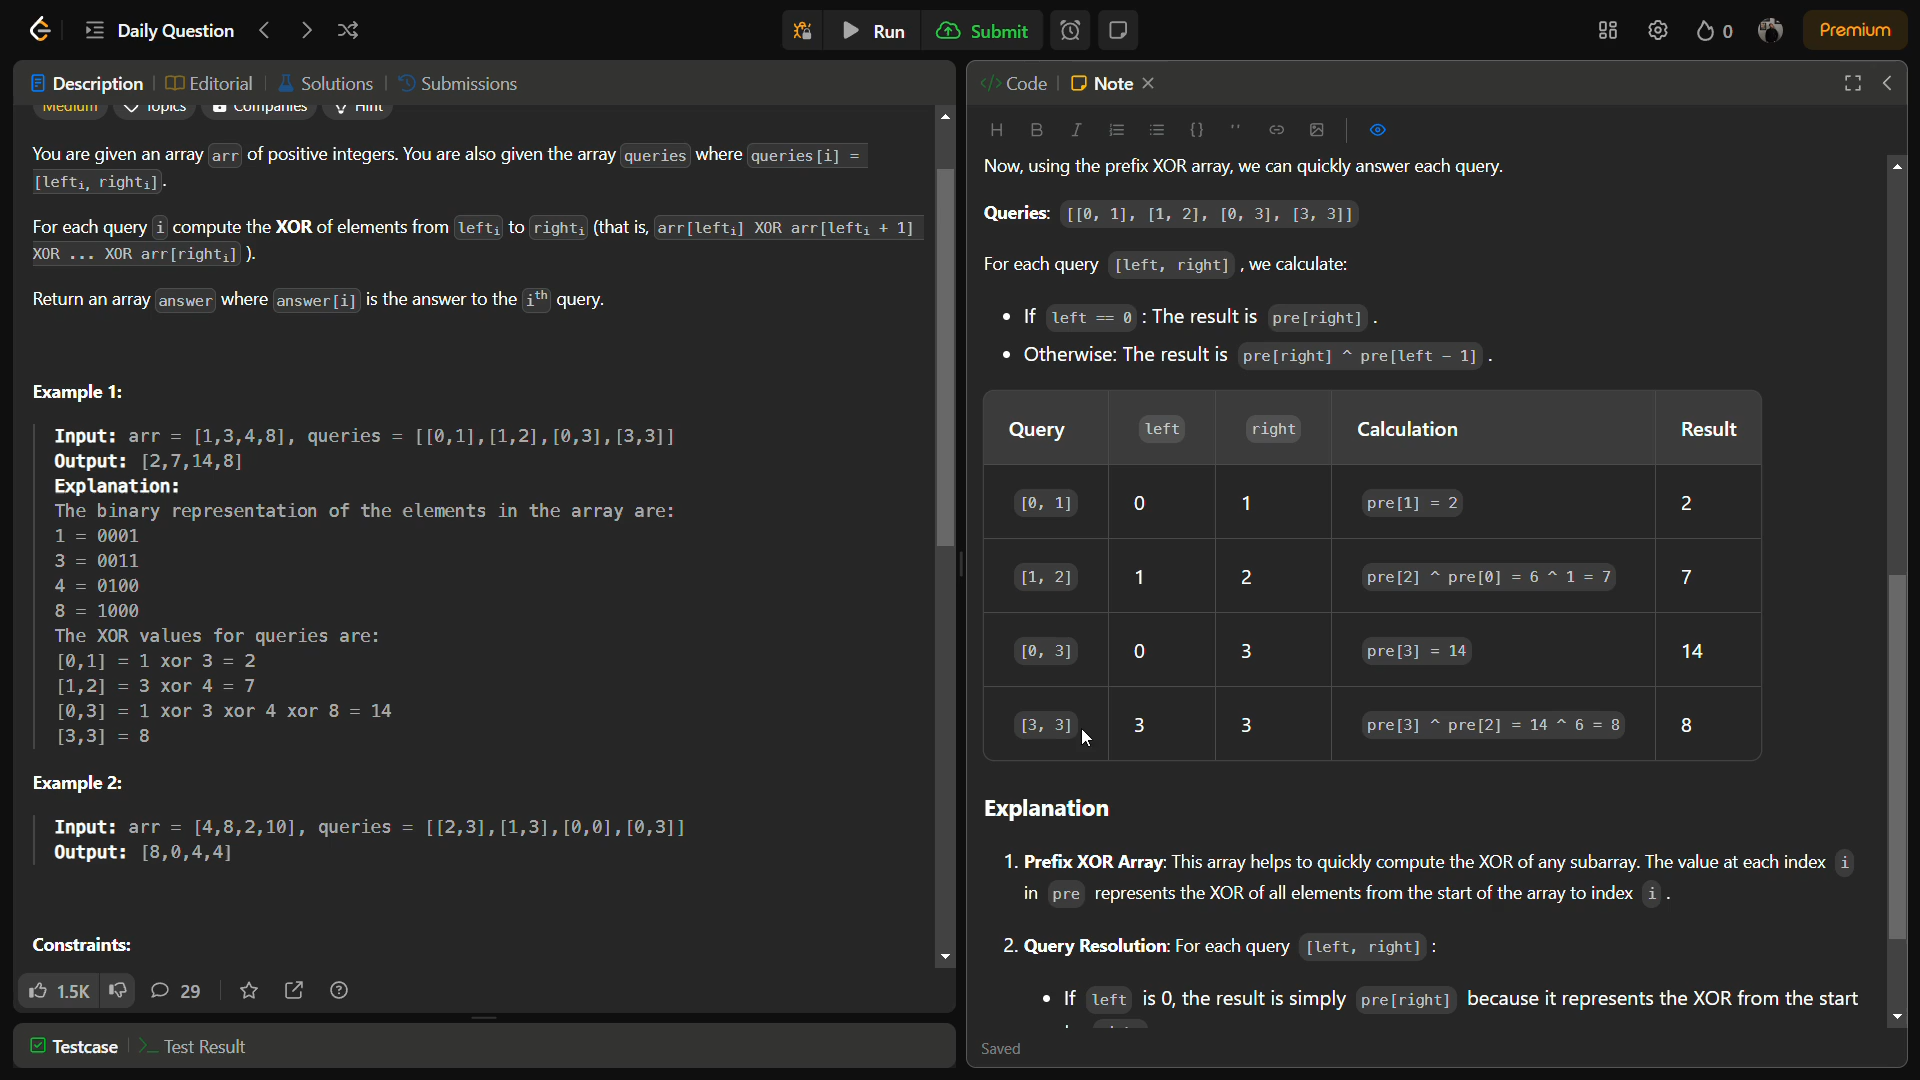 Daily Question
Run
Submit
0
Premium
Description
Editorial
Solutions
Submissions
Code
Note
Medium
Topics
Companies
Hint
You are given an array arr of positive integers. You are also given the array queries where queries[i] =
[leftᵢ, rightᵢ].
For each query i compute the XOR of elements from leftᵢ to rightᵢ (that is, arr[leftᵢ] XOR arr[leftᵢ + 1]
XOR ... XOR arr[rightᵢ] ).
Return an array answer where answer[i] is the answer to the iᵗʰ query.
Example 1:
Input: arr = [1,3,4,8], queries = [[0,1],[1,2],[0,3],[3,3]]
Output: [2,7,14,8]
Explanation:
The binary representation of the elements in the array are:
1 = 0001
3 = 0011
4 = 0100
8 = 1000
The XOR values for queries are:
[0,1] = 1 xor 3 = 2
[1,2] = 3 xor 4 = 7
[0,3] = 1 xor 3 xor 4 xor 8 = 14
[3,3] = 8
Example 2:
Input: arr = [4,8,2,10], queries = [[2,3],[1,3],[0,0],[0,3]]
Output: [8,0,4,4]
Constraints:
1.5K
29
Testcase
Test Result
Now, using the prefix XOR array, we can quickly answer each query.
Queries: [[0, 1], [1, 2], [0, 3], [3, 3]]
For each query [left, right] , we calculate:
• If left == 0 : The result is pre[right] .
• Otherwise: The result is pre[right] ^ pre[left - 1] .
Query left right Calculation Result
[0, 1] 0 1 pre[1] = 2 2
[1, 2] 1 2 pre[2] ^ pre[0] = 6 ^ 1 = 7 7
[0, 3] 0 3 pre[3] = 14 14
[3, 3] 3 3 pre[3] ^ pre[2] = 14 ^ 6 = 8 8
Explanation
1. Prefix XOR Array: This array helps to quickly compute the XOR of any subarray. The value at each index i
in pre represents the XOR of all elements from the start of the array to index i .
2. Query Resolution: For each query [left, right] :
• If left is 0, the result is simply pre[right] because it represents the XOR from the start
Saved